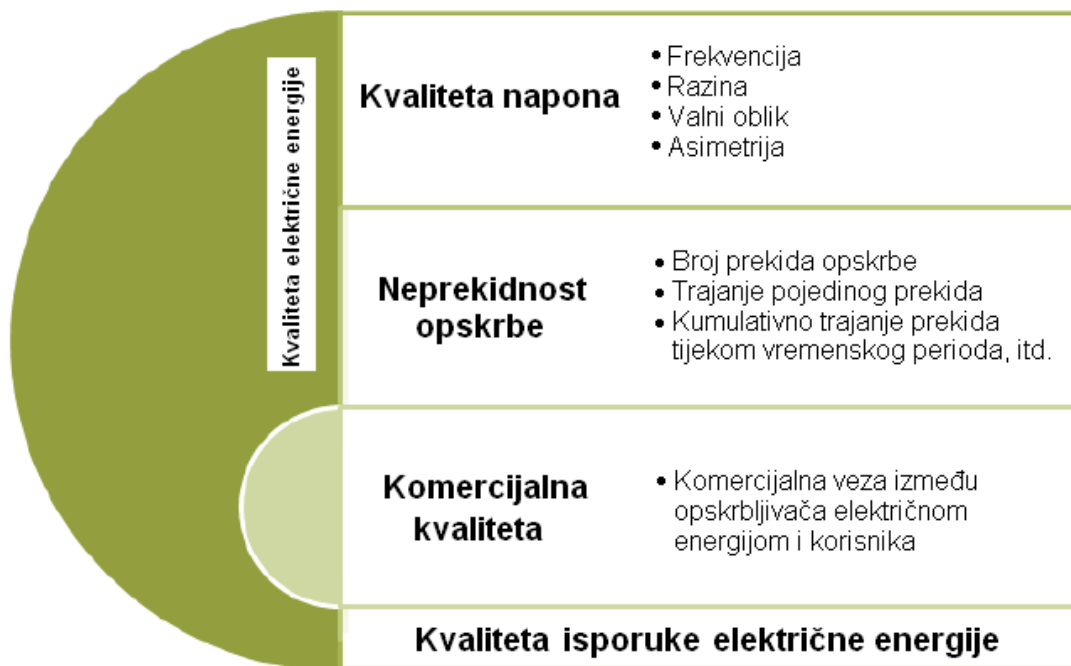 Kvaliteta električne energije
Kvaliteta napona
• Frekvencija
• Razina
• Valni oblik
• Asimetrija
Neprekidnost
opskrbe
• Broj prekida opskrbe
• Trajanje pojedinog prekida
• Kumulativno trajanje prekida
tijekom vremenskog perioda, itd.
Komercijalna
kvaliteta
• Komercijalna veza između
opskrbljivača električnom
energijom i korisnika
Kvaliteta isporuke električne energije